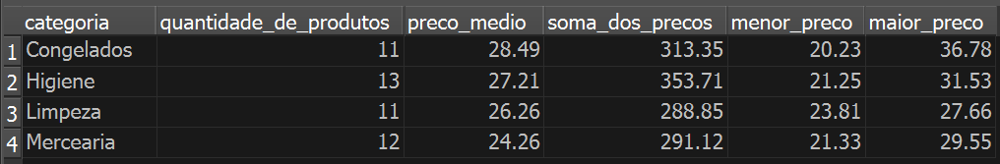 categoria quantidade_de_produtos preco_medio soma_dos_precos menor_preco maior_preco
1 Congelados 11 28.49 313.35 20.23 36.78
2 Higiene 13 27.21 353.71 21.25 31.53
3 Limpeza 11 26.26 288.85 23.81 27.66
4 Mercearia 12 24.26 291.12 21.33 29.55